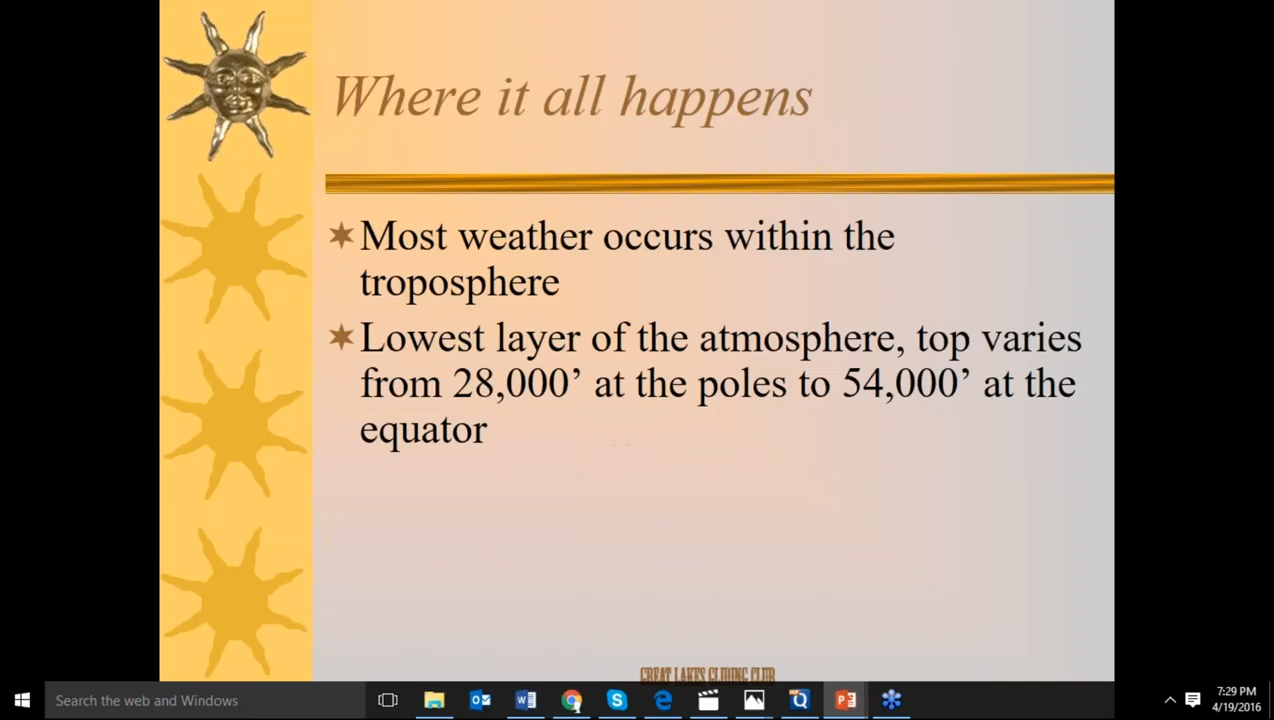 Where it all happens
Most weather occurs within the
troposphere
Lowest layer of the atmosphere, top varies
from 28,000’ at the poles to 54,000’ at the
equator
GREAT LAKES GLIDING CLUB
Search the web and Windows
7:29 PM
4/19/2016